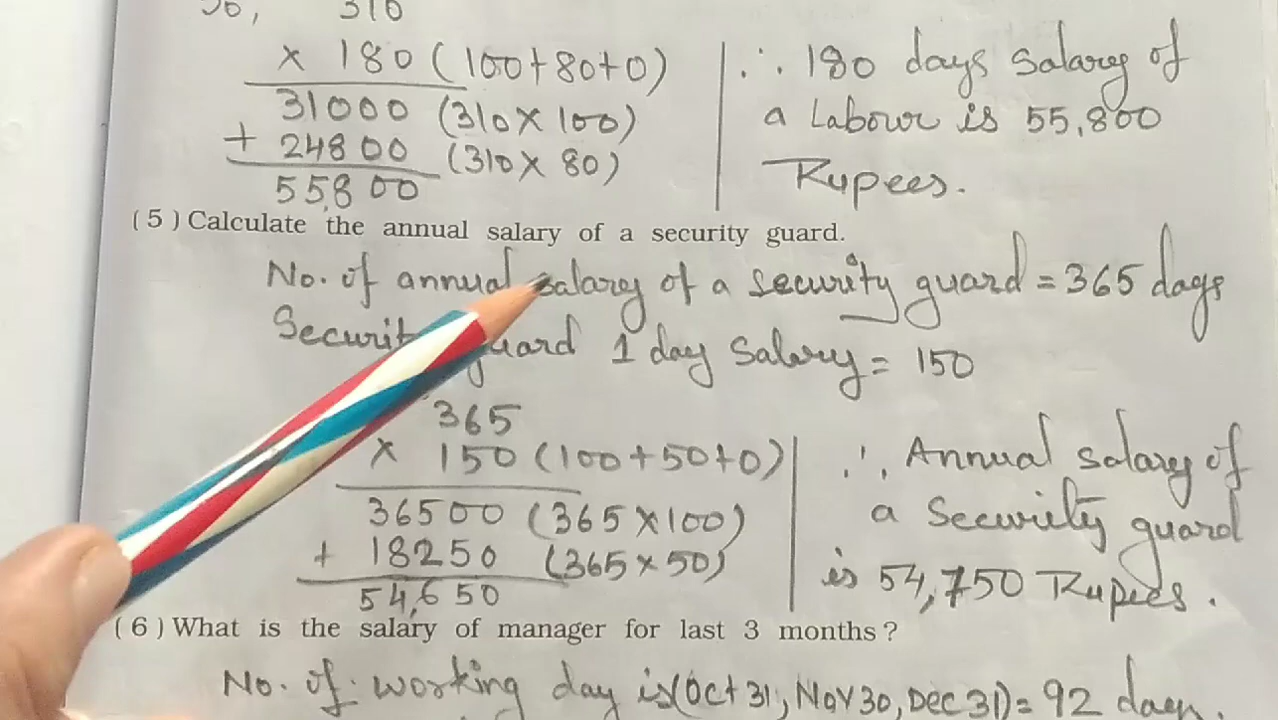 310
× 180 (100+80+0)
31000 (310×100)
+ 24800 (310×80)
55,800
∴ 180 days salary of
a Labour is 55,800
Rupees.
(5) Calculate the annual salary of a security guard.
No. of annual salary of a security guard = 365 days
Security guard 1 day Salary = 150
365
× 150 (100+50+0)
36500 (365×100)
+ 18250 (365×50)
54,650
∴ Annual salary of
a Security guard
is 54,750 Rupees.
(6) What is the salary of manager for last 3 months?
No. of working day is (Oct 31, Nov 30, Dec 31) = 92 days.